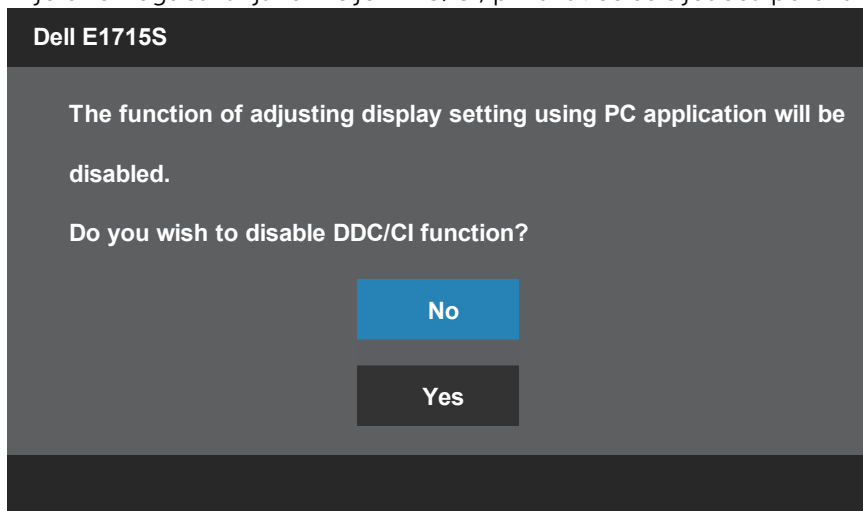 Dell E1715S
The function of adjusting display setting using PC application will be
disabled.
Do you wish to disable DDC/CI function?
No
Yes